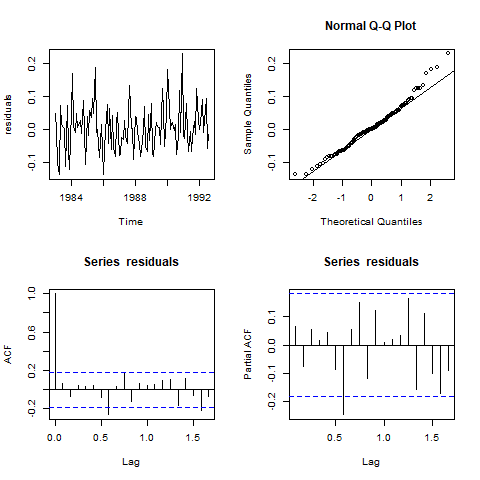 residuals
0.2
0.1
0.0
-0.1
1984
1988
1992
Time
Normal Q-Q Plot
Sample Quantiles
0.2
0.1
0.0
-0.1
-2
-1
0
1
2
Theoretical Quantiles
Series residuals
ACF
1.0
0.6
0.2
-0.2
0.0
0.5
1.0
1.5
Lag
Series residuals
Partial ACF
0.1
0.0
-0.1
-0.2
0.5
1.0
1.5
Lag